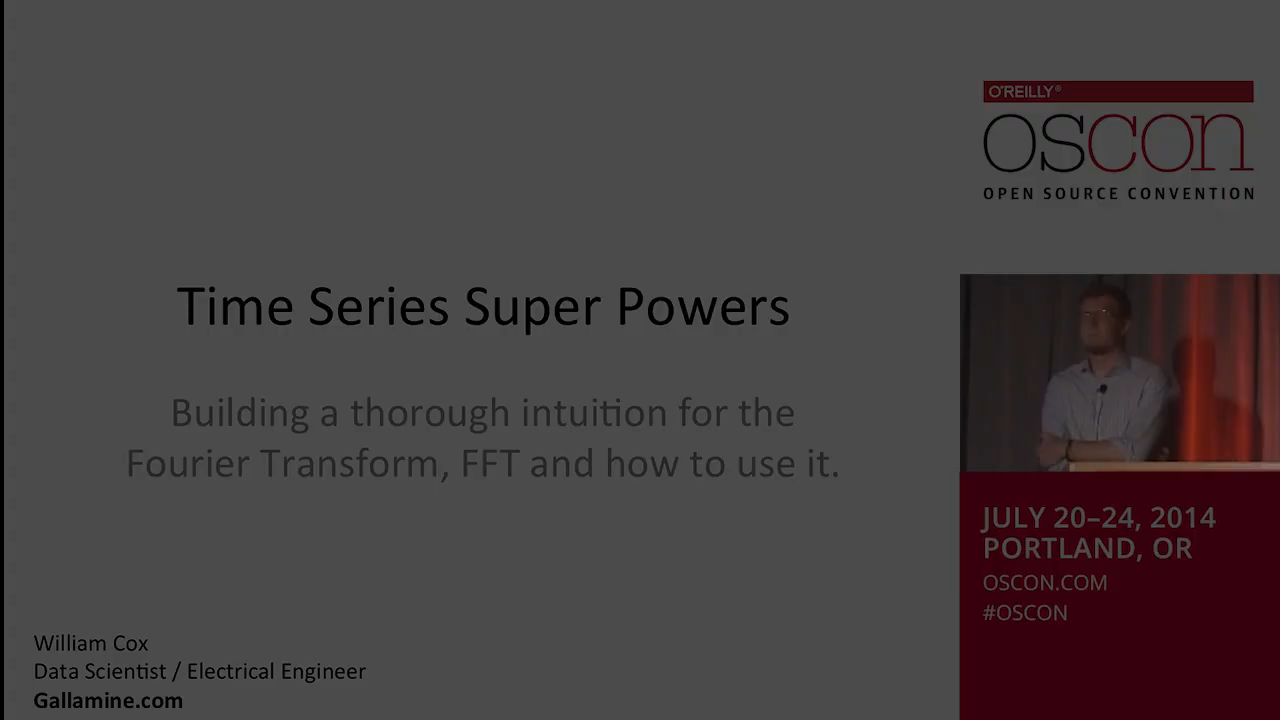 Time Series Super Powers
Building a thorough intuition for the
Fourier Transform, FFT and how to use it.
William Cox
Data Scientist / Electrical Engineer
Gallamine.com
O'REILLY®
OSCON
OPEN SOURCE CONVENTION
JULY 20–24, 2014
PORTLAND, OR
OSCON.COM
#OSCON